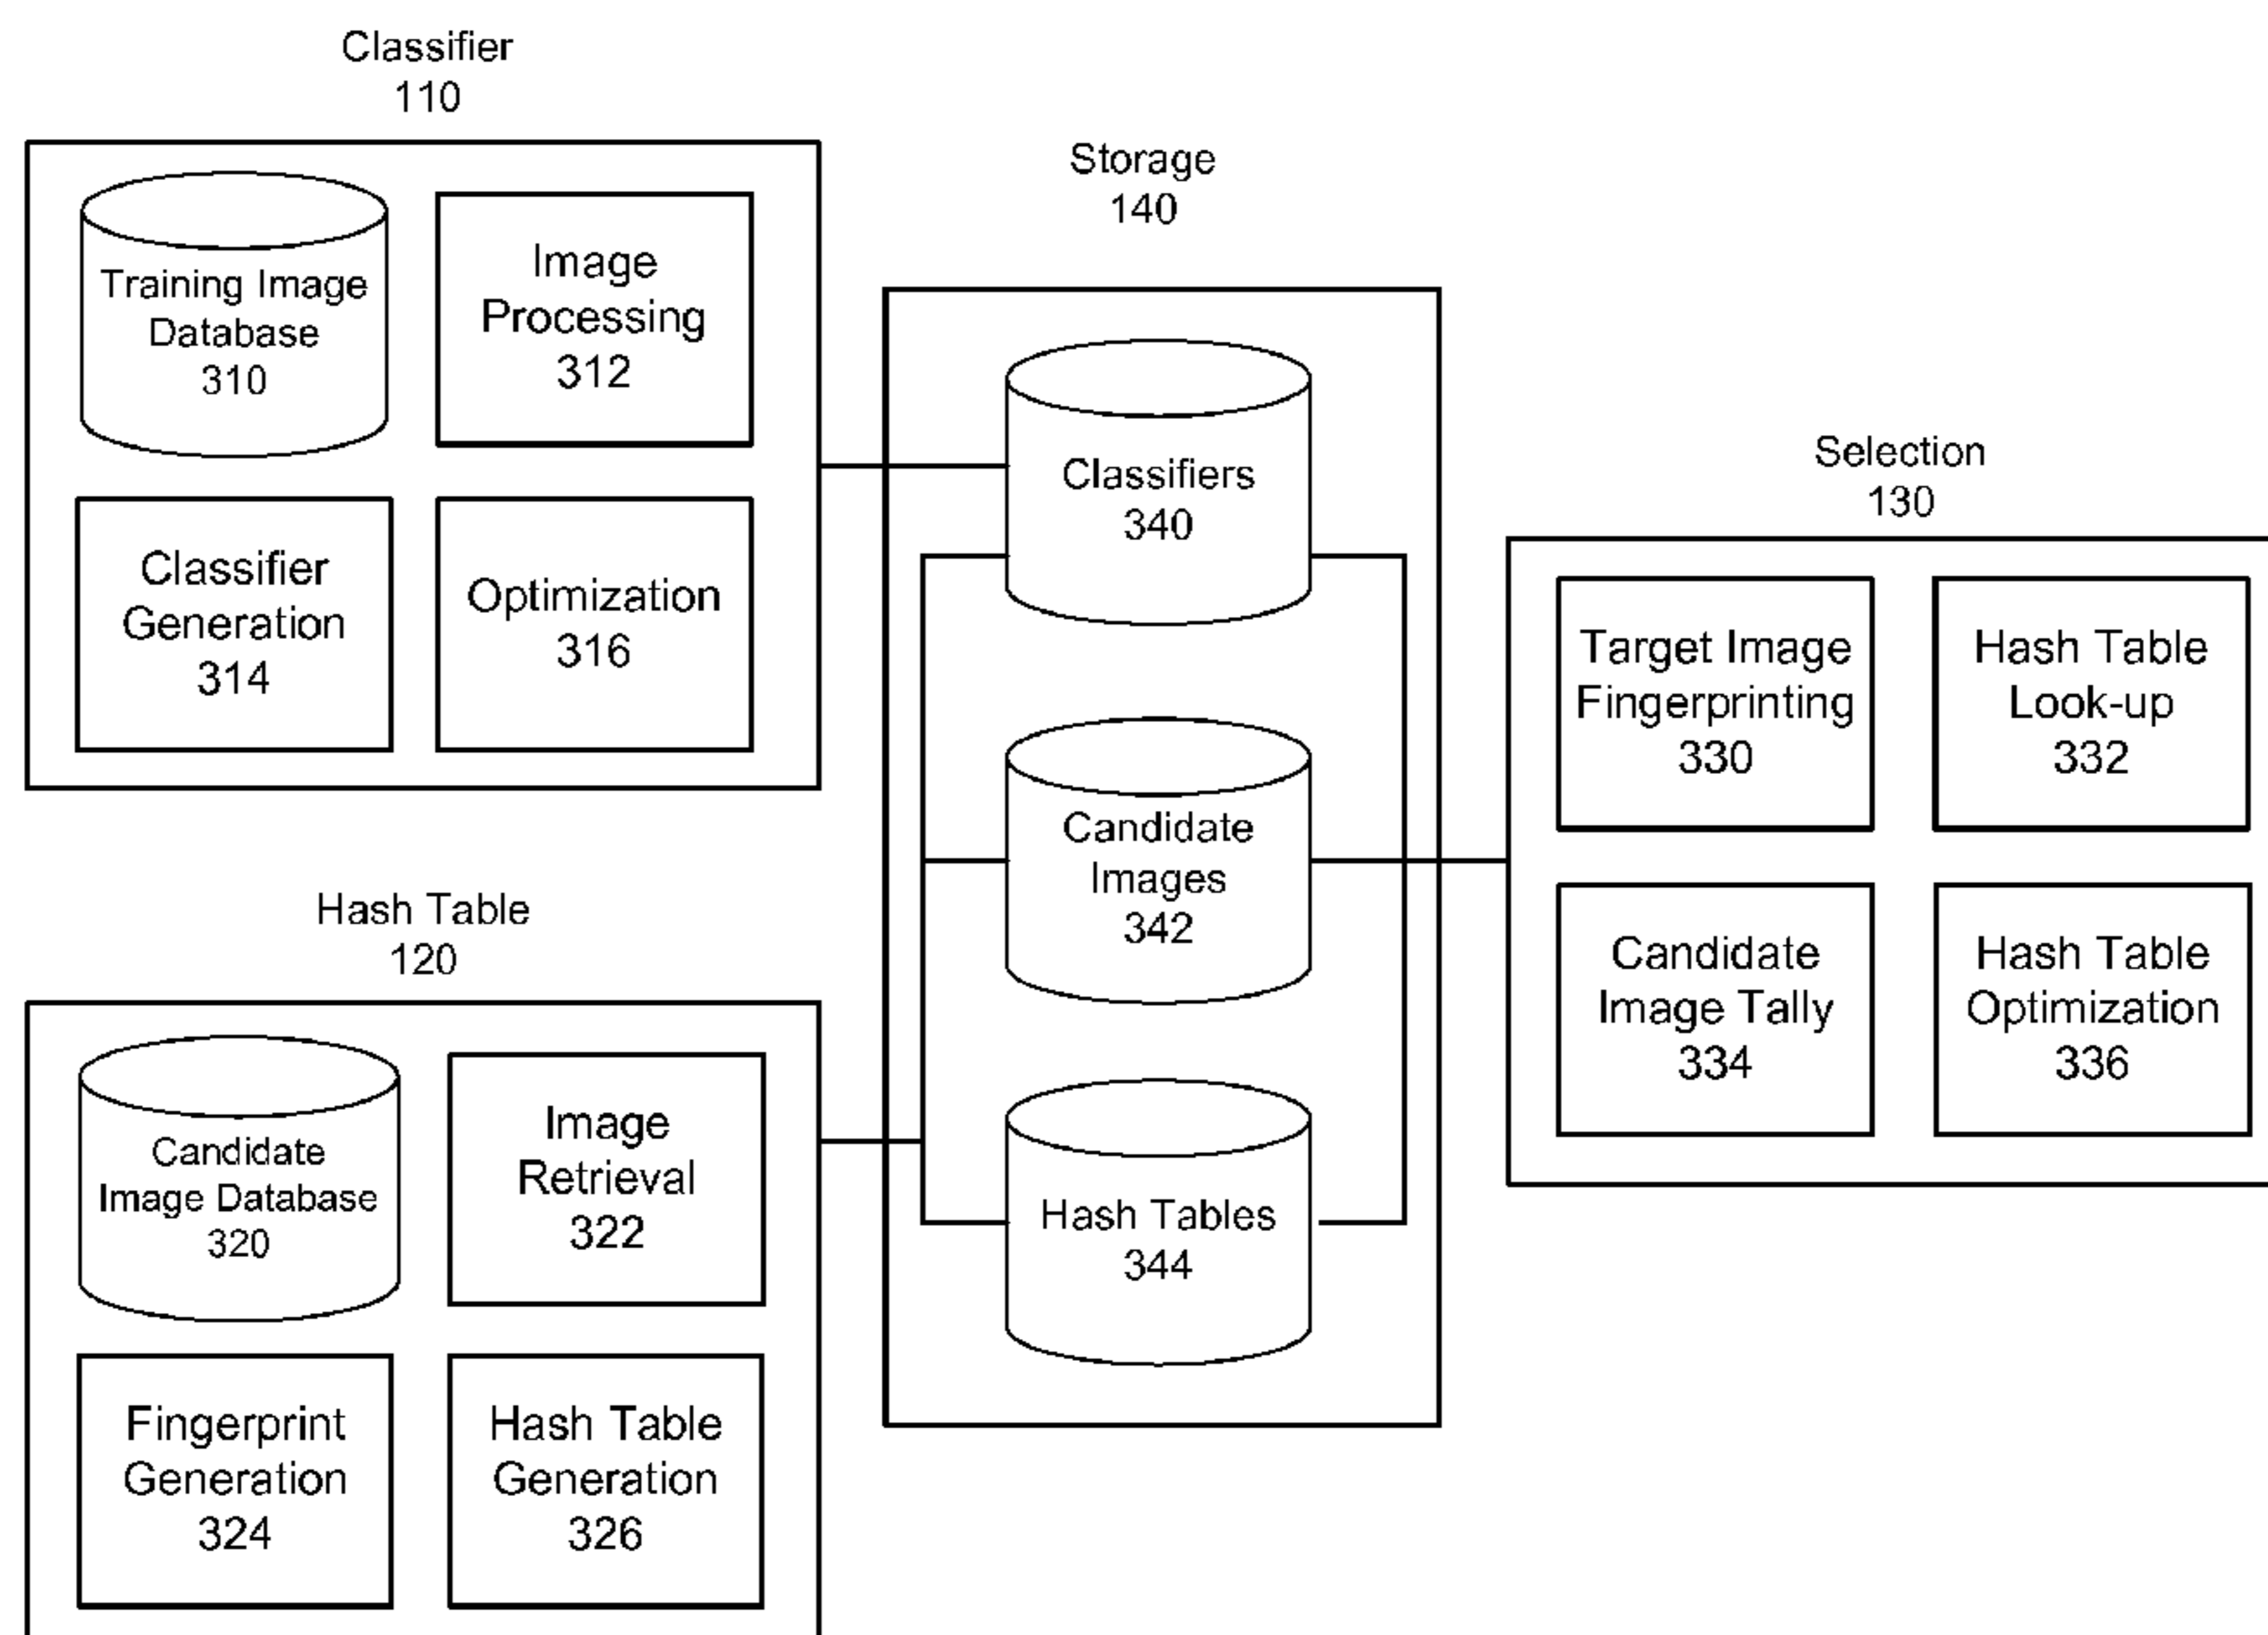 Classifier
110
Training Image
Database
310
Image
Processing
312
Classifier
Generation
314
Optimization
316
Hash Table
120
Candidate
Image Database
320
Image
Retrieval
322
Fingerprint
Generation
324
Hash Table
Generation
326
Storage
140
Classifiers
340
Candidate
Images
342
Hash Tables
344
Selection
130
Target Image
Fingerprinting
330
Hash Table
Look-up
332
Candidate
Image Tally
334
Hash Table
Optimization
336